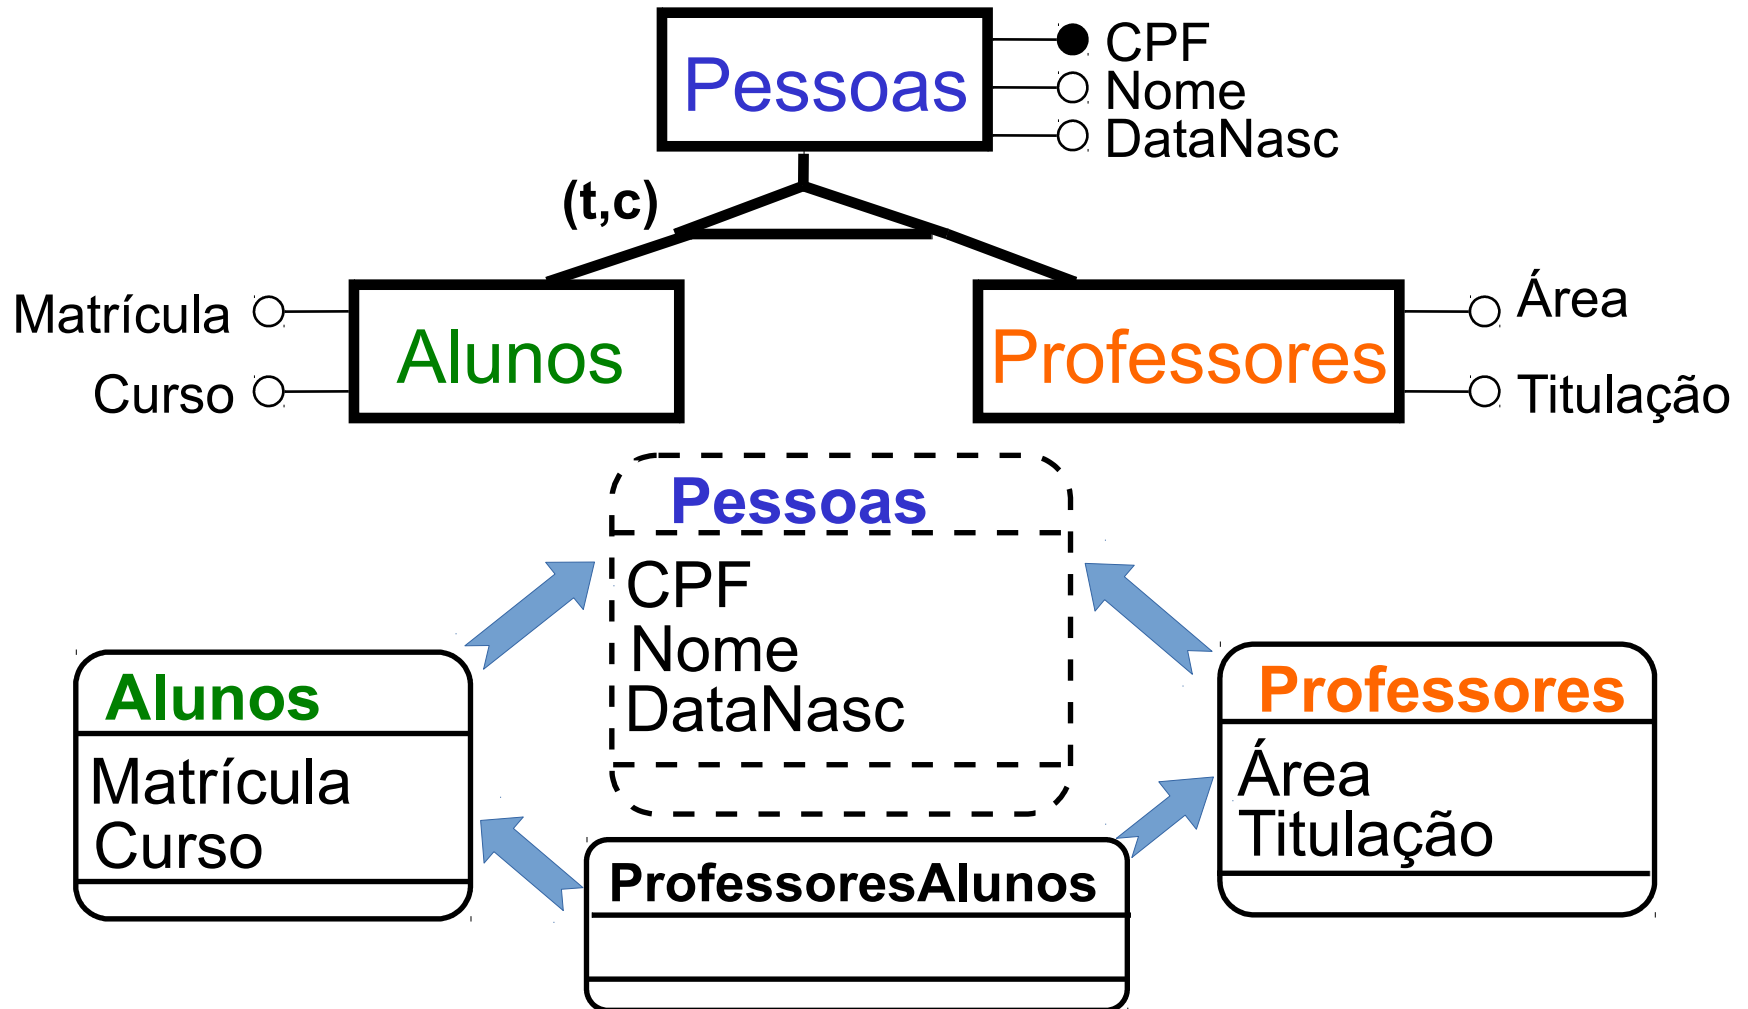 Pessoas
CPF
Nome
DataNasc
(t,c)
Matrícula
Curso
Alunos
Professores
Área
Titulação
Pessoas
CPF
Nome
DataNasc
Alunos
Matrícula
Curso
Professores
Área
Titulação
ProfessoresAlunos